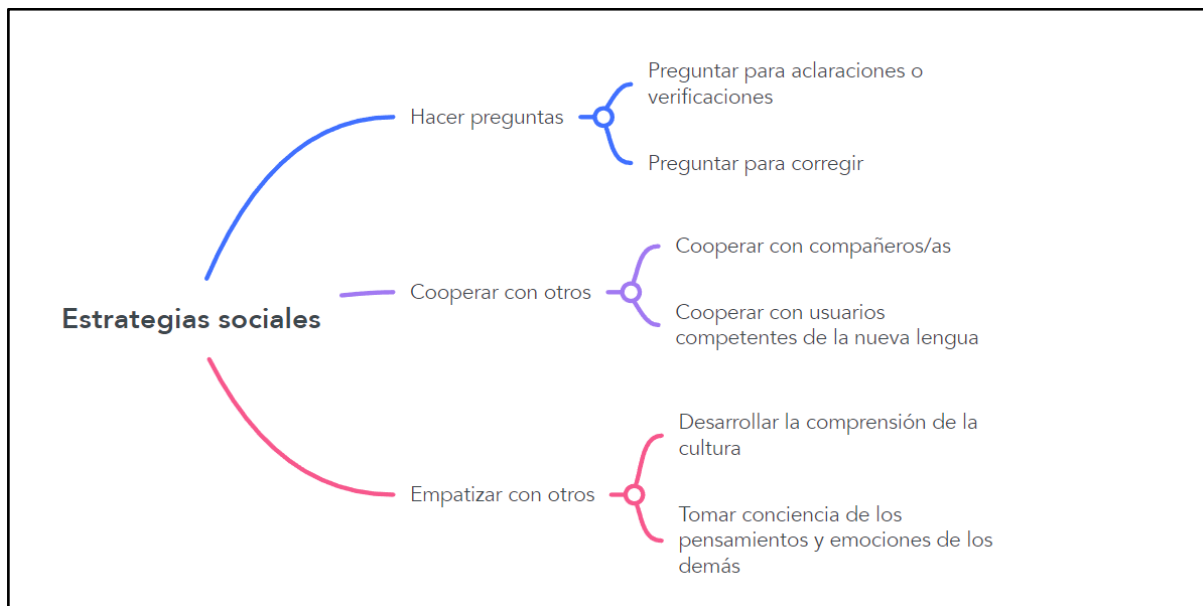 Estrategias sociales
Hacer preguntas
Preguntar para aclaraciones o
verificaciones
Preguntar para corregir
Cooperar con otros
Cooperar con compañeros/as
Cooperar con usuarios
competentes de la nueva lengua
Empatizar con otros
Desarrollar la comprensión de la
cultura
Tomar conciencia de los
pensamientos y emociones de los
demás